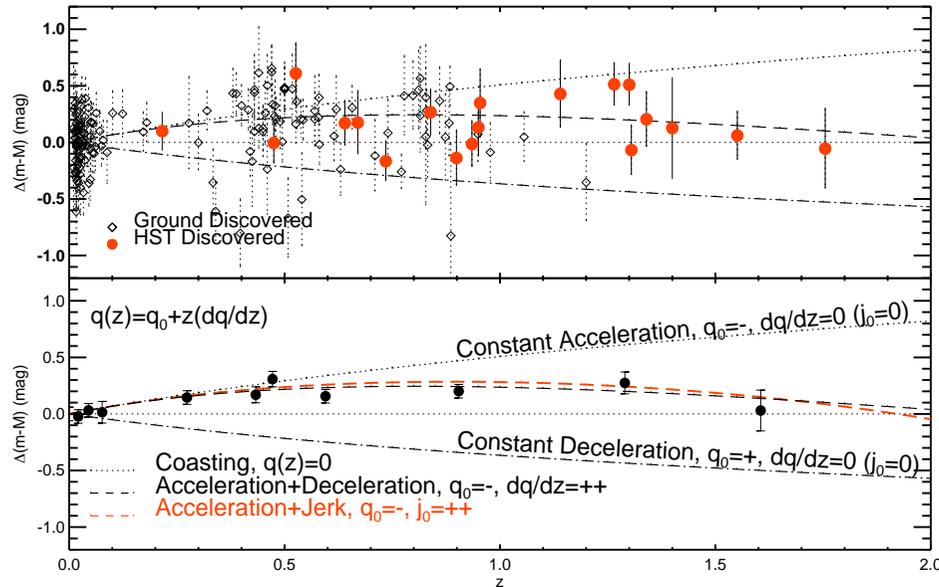 1.0
0.5
0.0
-0.5
-1.0
Δ(m-M) (mag)
Ground Discovered
HST Discovered
q(z)=q₀+z(dq/dz)
Constant Acceleration, q₀=-, dq/dz=0 (j₀=0)
Constant Deceleration, q₀=+, dq/dz=0 (j₀=0)
Coasting, q(z)=0
Acceleration+Deceleration, q₀=-, dq/dz=++
Acceleration+Jerk, q₀=-, j₀=++
1.0
0.5
0.0
-0.5
-1.0
Δ(m-M) (mag)
0.0 0.5 1.0 1.5 2.0
z